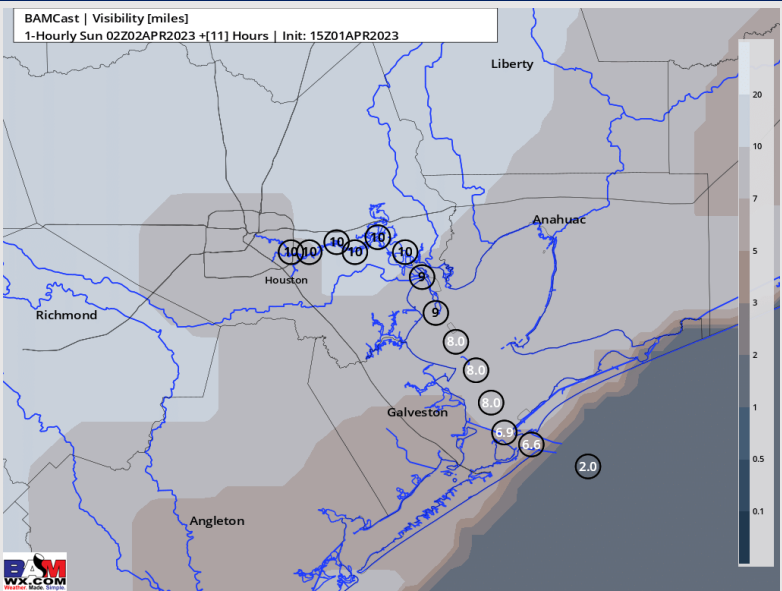 BAMCast | Visibility [miles]
1-Hourly Sun 02Z02APR2023 +[11] Hours | Init: 15Z01APR2023
Liberty
20
10
7
Anahuac
10
10
10
10
10
10
5
Houston
9
3
Richmond
9
8.0
2
8.0
8.0
1
Galveston
6.9
6.6
2.0
0.5
0.1
Angleton
BAM
WX.COM
Weather. Made. Simple.